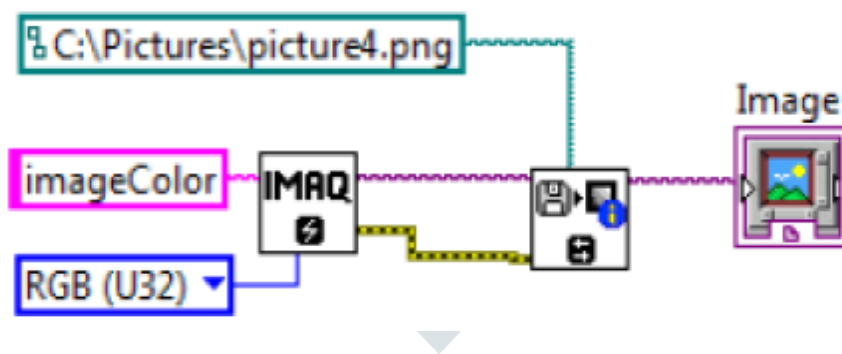 C:\Pictures\picture4.png
Image
imageColor
IMAQ
RGB (U32)
i